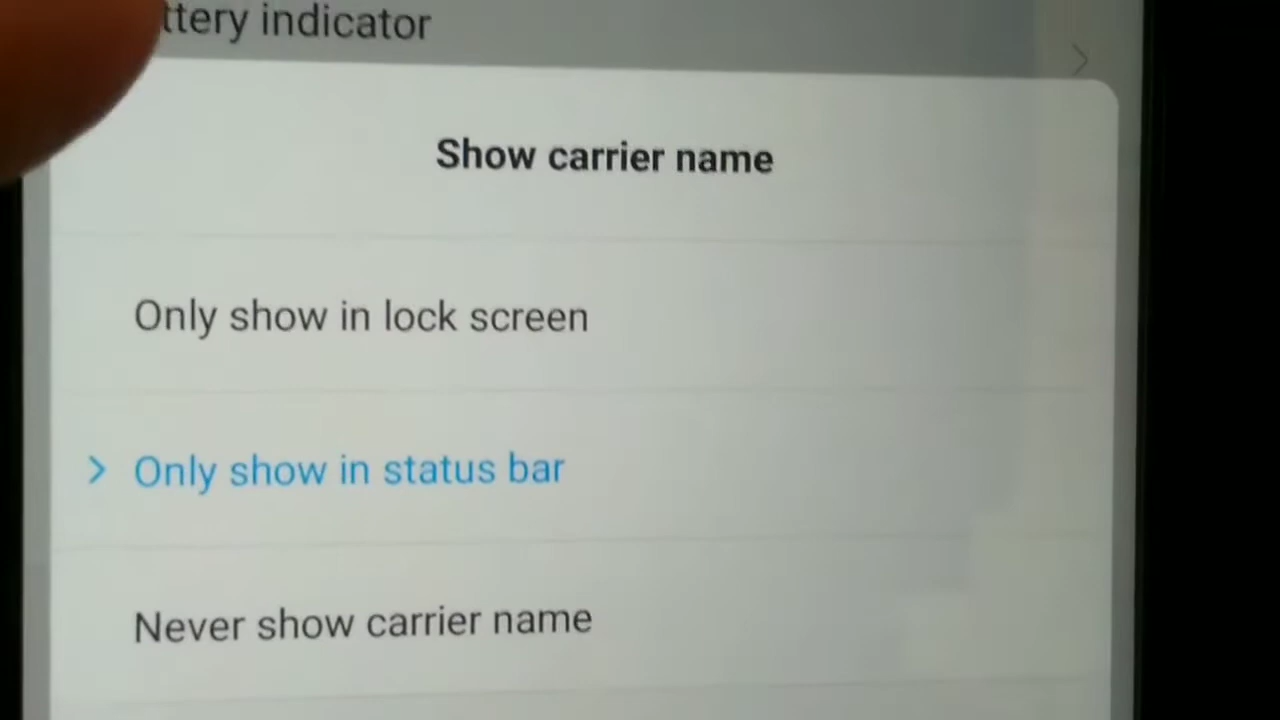 ttery indicator
Show carrier name
Only show in lock screen
Only show in status bar
Never show carrier name